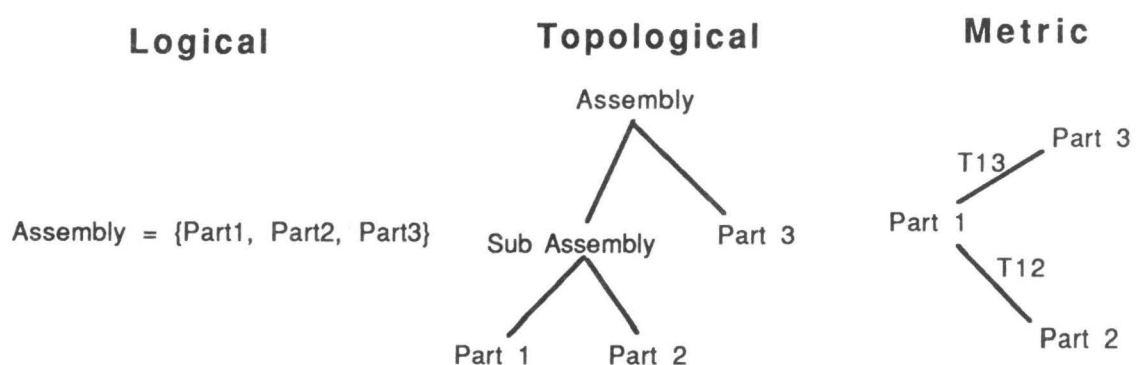 Logical
Assembly = {Part1, Part2, Part3}
Topological
Assembly
Sub Assembly
Part 3
Part 1
Part 2
Metric
Part 3
T13
Part 1
T12
Part 2